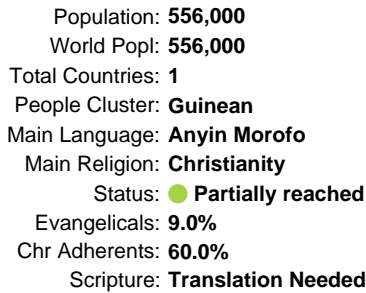 Population: 556,000
World Popl: 556,000
Total Countries: 1
People Cluster: Guinean
Main Language: Anyin Morofo
Main Religion: Christianity
Status: Partially reached
Evangelicals: 9.0%
Chr Adherents: 60.0%
Scripture: Translation Needed